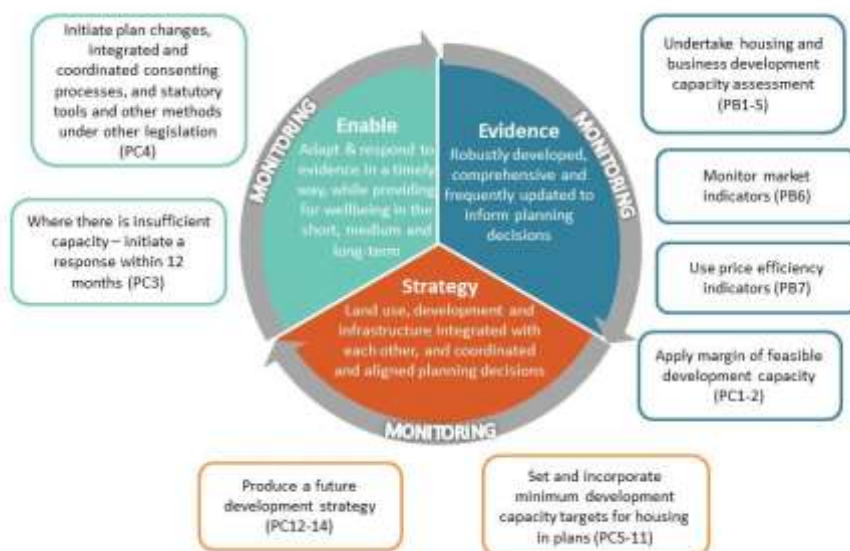 Initiate plan changes,
integrated and
coordinated consenting
processes, and statutory
tools and other methods
under other legislation
(PC4)
Where there is insufficient
capacity – initiate a
response within 12
months (PC3)
MONITORING
Enable
Adapt & respond to
evidence in a timely
way, while providing
for wellbeing in the
short, medium and
long-term
Evidence
Robustly developed,
comprehensive and
frequently updated to
inform planning
decisions
MONITORING
Strategy
Land use, development and
infrastructure integrated with
each other, and coordinated
and aligned planning decisions
MONITORING
Undertake housing and
business development
capacity assessment
(PB1-5)
Monitor market
indicators (PB6)
Use price efficiency
indicators (PB7)
Apply margin of feasible
development capacity
(PC1-2)
Produce a future
development strategy
(PC12-14)
Set and incorporate
minimum development
capacity targets for housing
in plans (PC5-11)